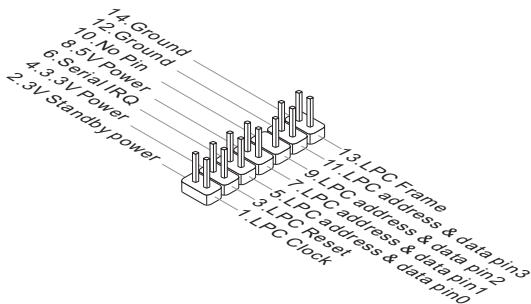 14.Ground
12.Ground
10.No Pin
8.5V Power
6.Serial IRQ
4.3.3V Power
2.3V Standby power
13.LPC Frame
11.LPC address & data pin3
9.LPC address & data pin2
7.LPC address & data pin1
5.LPC address & data pin0
3.LPC Reset
1.LPC Clock